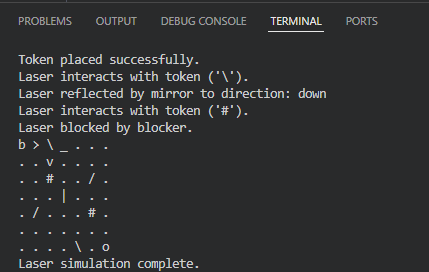 PROBLEMS OUTPUT DEBUG CONSOLE TERMINAL PORTS
Token placed successfully.
Laser interacts with token ('\').
Laser reflected by mirror to direction: down
Laser interacts with token ('#').
Laser blocked by blocker.
b > \ _ . . .
. . v . . . .
. . # . . / .
. . . | . . .
. / . . . # .
. . . . . . .
. . . . \ . o
Laser simulation complete.